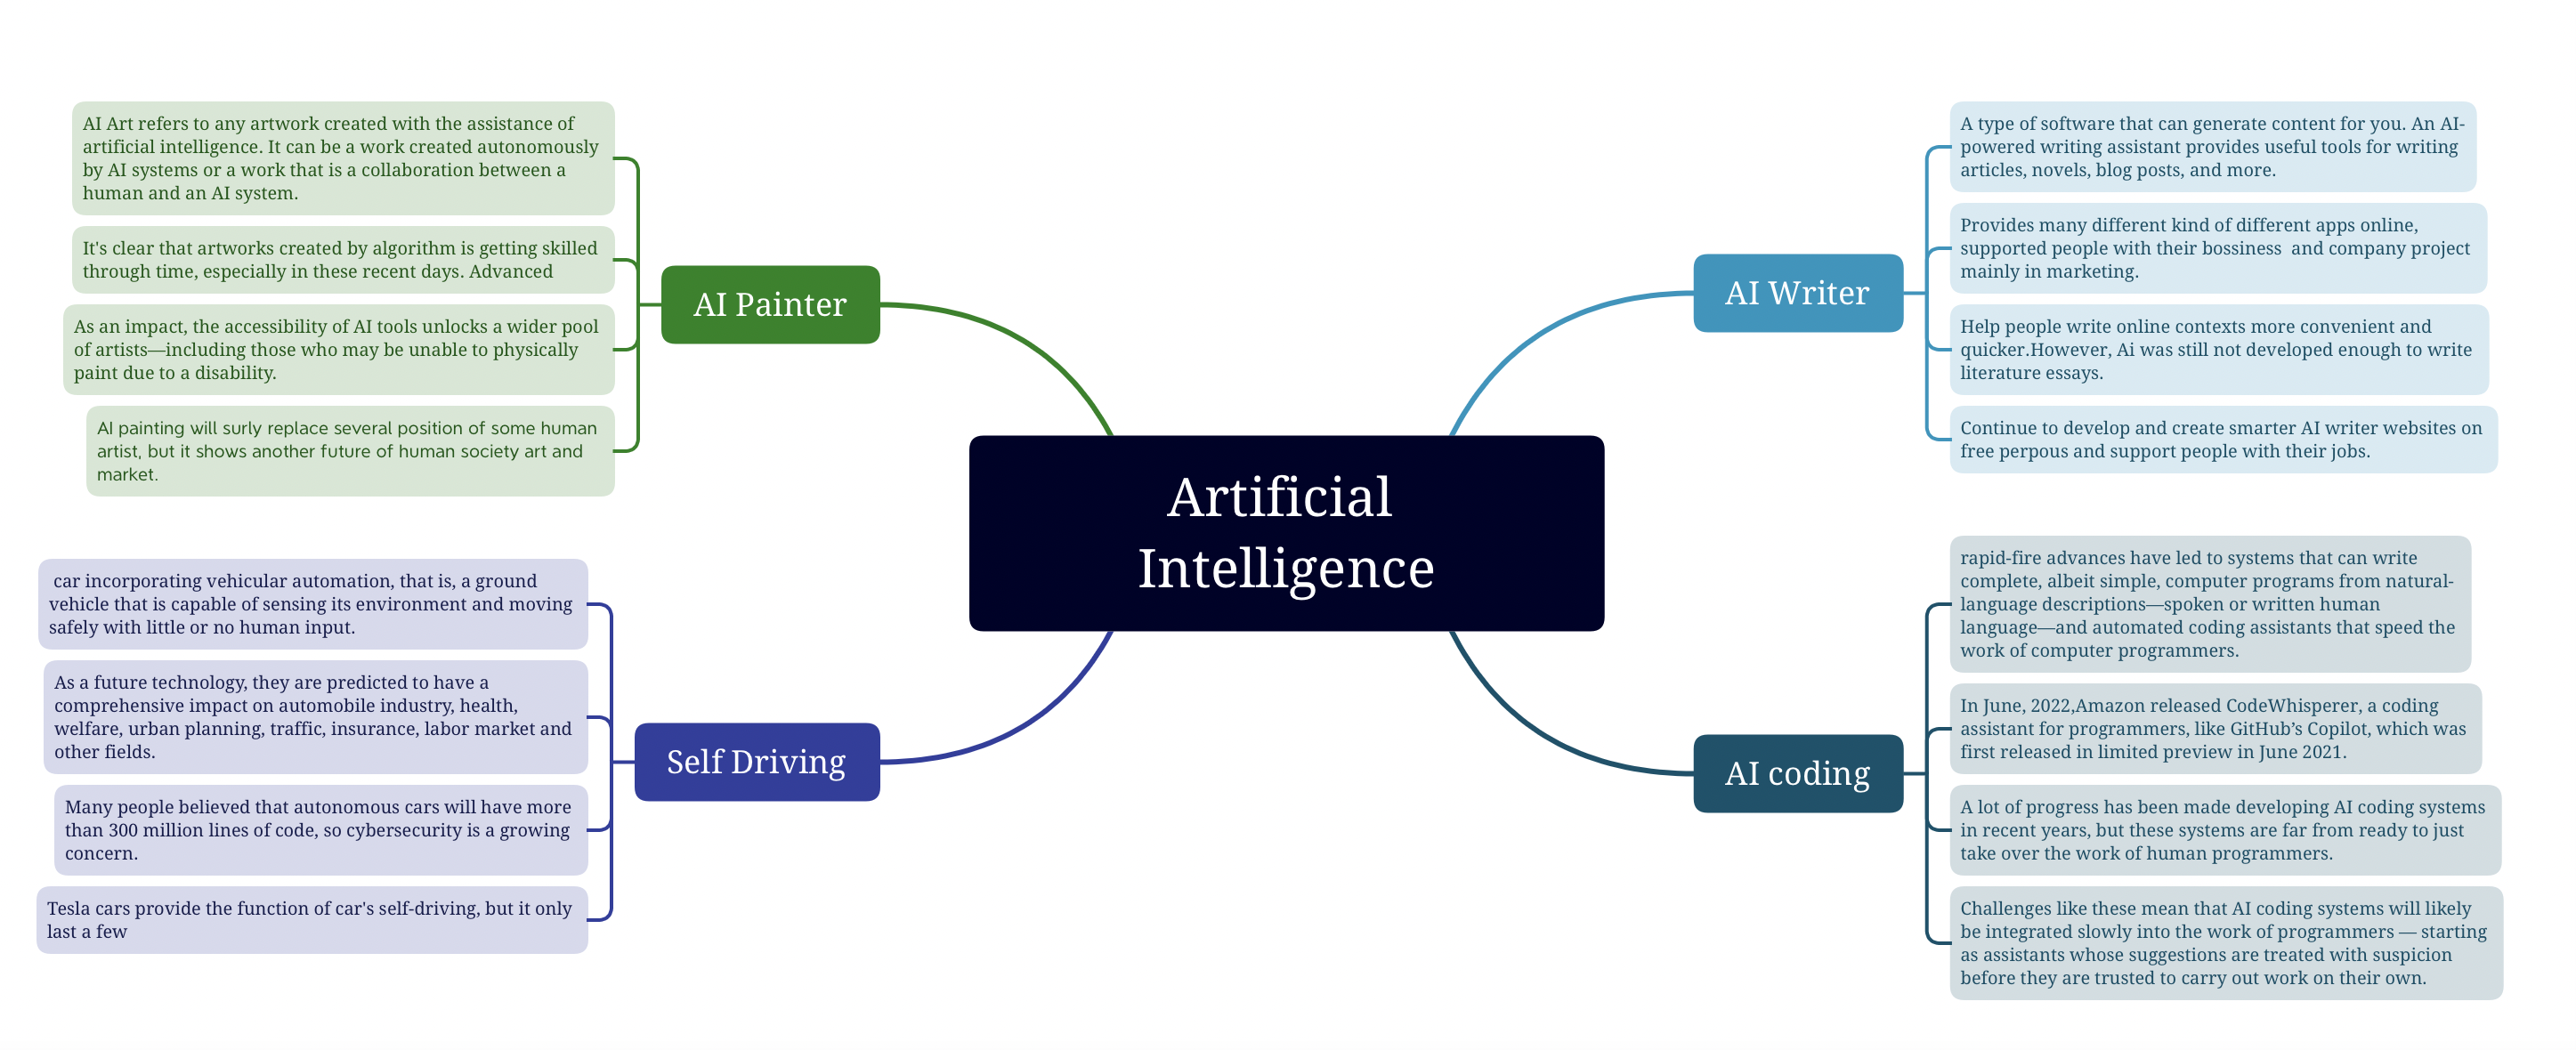 AI Art refers to any artwork created with the assistance of
artificial intelligence. It can be a work created autonomously
by AI systems or a work that is a collaboration between a
human and an AI system.
It's clear that artworks created by algorithm is getting skilled
through time, especially in these recent days. Advanced
As an impact, the accessibility of AI tools unlocks a wider pool
of artists—including those who may be unable to physically
paint due to a disability.
AI painting will surly replace several position of some human
artist, but it shows another future of human society art and
market.
AI Painter
car incorporating vehicular automation, that is, a ground
vehicle that is capable of sensing its environment and moving
safely with little or no human input.
As a future technology, they are predicted to have a
comprehensive impact on automobile industry, health,
welfare, urban planning, traffic, insurance, labor market and
other fields.
Many people believed that autonomous cars will have more
than 300 million lines of code, so cybersecurity is a growing
concern.
Tesla cars provide the function of car's self-driving, but it only
last a few
Self Driving
Artificial
Intelligence
AI Writer
A type of software that can generate content for you. An AI-
powered writing assistant provides useful tools for writing
articles, novels, blog posts, and more.
Provides many different kind of different apps online,
supported people with their bossiness  and company project
mainly in marketing.
Help people write online contexts more convenient and
quicker.However, Ai was still not developed enough to write
literature essays.
Continue to develop and create smarter AI writer websites on
free perpous and support people with their jobs.
AI coding
rapid-fire advances have led to systems that can write
complete, albeit simple, computer programs from natural-
language descriptions—spoken or written human
language—and automated coding assistants that speed the
work of computer programmers.
In June, 2022,Amazon released CodeWhisperer, a coding
assistant for programmers, like GitHub’s Copilot, which was
first released in limited preview in June 2021.
A lot of progress has been made developing AI coding systems
in recent years, but these systems are far from ready to just
take over the work of human programmers.
Challenges like these mean that AI coding systems will likely
be integrated slowly into the work of programmers — starting
as assistants whose suggestions are treated with suspicion
before they are trusted to carry out work on their own.